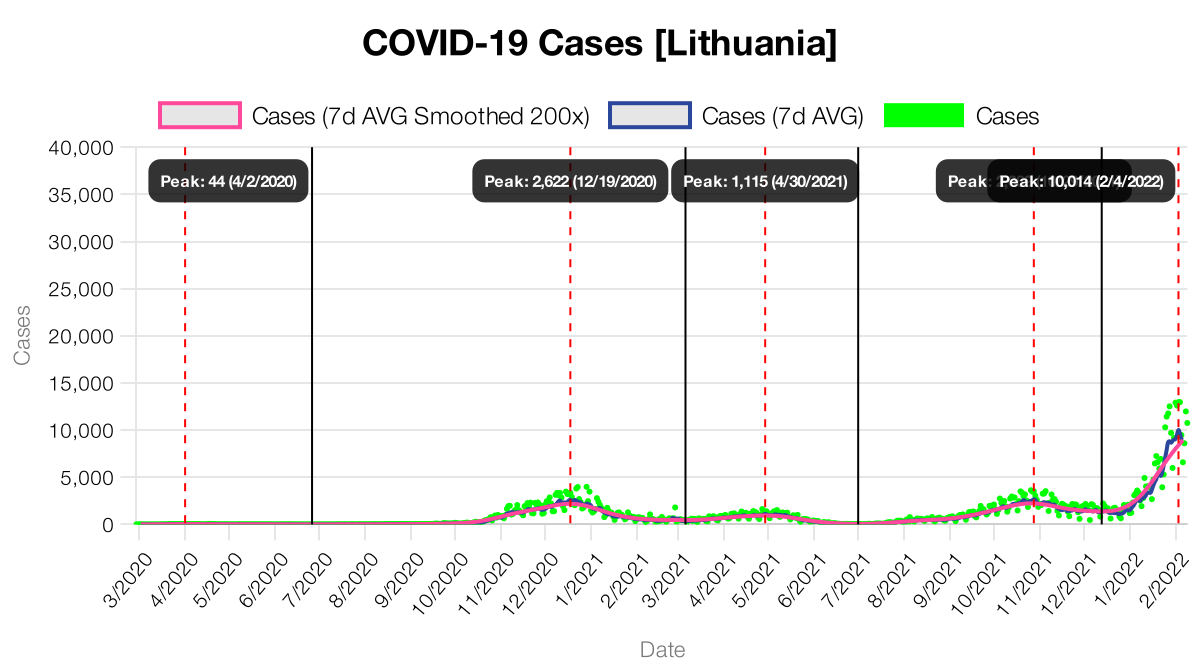 COVID-19 Cases [Lithuania]
Cases (7d AVG Smoothed 200x) Cases (7d AVG) Cases
40,000
35,000
30,000
25,000
20,000
15,000
10,000
5,000
0
Cases
Peak: 44 (4/2/2020) Peak: 2,622 (12/19/2020) Peak: 1,115 (4/30/2021) Peak: Peak: 10,014 (2/4/2022)
3/2020 4/2020 5/2020 6/2020 7/2020 8/2020 9/2020 10/2020 11/2020 12/2020 1/2021 2/2021 3/2021 4/2021 5/2021 6/2021 7/2021 8/2021 9/2021 10/2021 11/2021 12/2021 1/2022 2/2022
Date